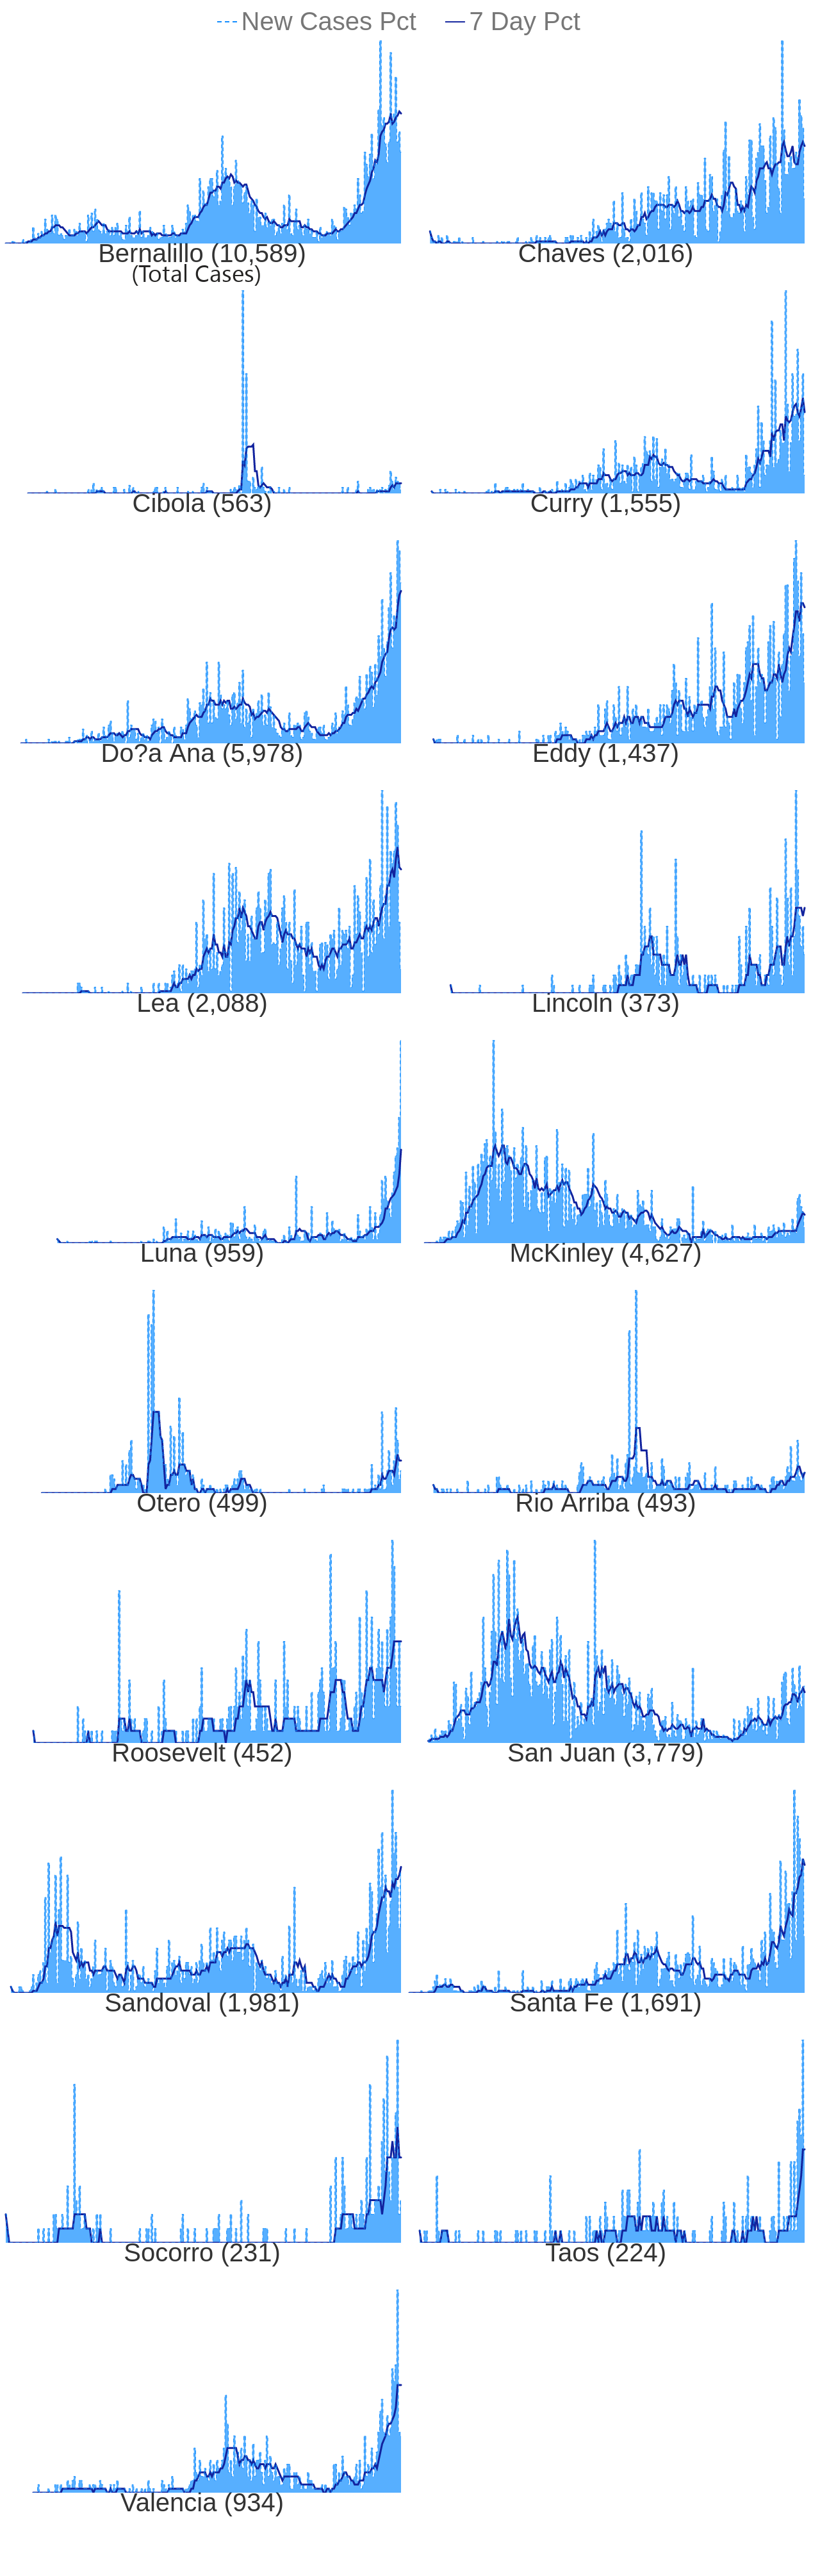 New Cases Pct 7 Day Pct
Bernalillo (10,589) Chaves (2,016)
(Total Cases)
Cibola (563) Curry (1,555)
Do?a Ana (5,978) Eddy (1,437)
Lea (2,088) Lincoln (373)
Luna (959) McKinley (4,627)
Otero (499) Rio Arriba (493)
Roosevelt (452) San Juan (3,779)
Sandoval (1,981) Santa Fe (1,691)
Socorro (231) Taos (224)
Valencia (934)